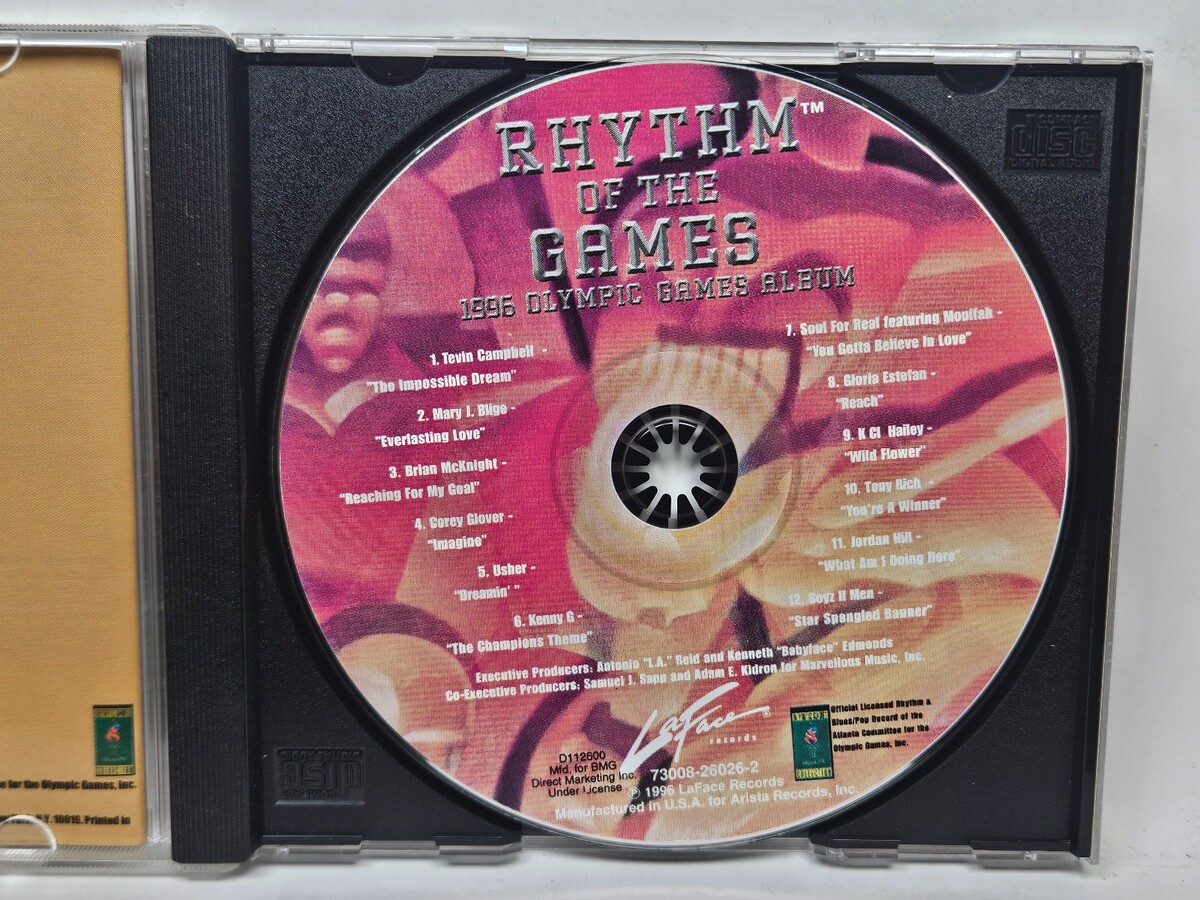 RHYTHM™
OF THE
GAMES
1996 OLYMPIC GAMES ALBUM
1. Tevin Campbell -
"The Impossible Dream"
2. Mary J. Blige -
"Everlasting Love"
3. Brian McKnight -
"Reaching For My Goal"
4. Corey Glover -
"Imagine"
5. Usher -
"Dreamin' "
6. Kenny G -
"The Champions Theme"
7. Soul For Real featuring Monifah -
"You Gotta Believe In Love"
8. Gloria Estefan -
"Reach"
9. K Ci Hailey -
"Wild Flower"
10. Tony Rich -
"You're A Winner"
11. Jordan Hill -
"What Am I Doing Here"
12. Boyz II Men -
"Star Spangled Banner"
Executive Producers: Antonio "L.A." Reid and Kenneth "Babyface" Edmonds
Co-Executive Producers: Samuel J. Sapp and Adam E. Kidron for Marvellous Music, Inc.
LaFace®
records
Official Licensed Rhythm &
Blues/Pop Record of the
Atlanta Committee for the
Olympic Games, Inc.
D112600
Mfd. for BMG
Direct Marketing Inc.
Under License
73008-26026-2
℗ 1996 LaFace Records
Manufactured in U.S.A. for Arista Records, Inc.
disc
DIGITAL AUDIO
COMPACT
disc
DIGITAL AUDIO
e for the Olympic Games, Inc.
N.Y. 10019. Printed in